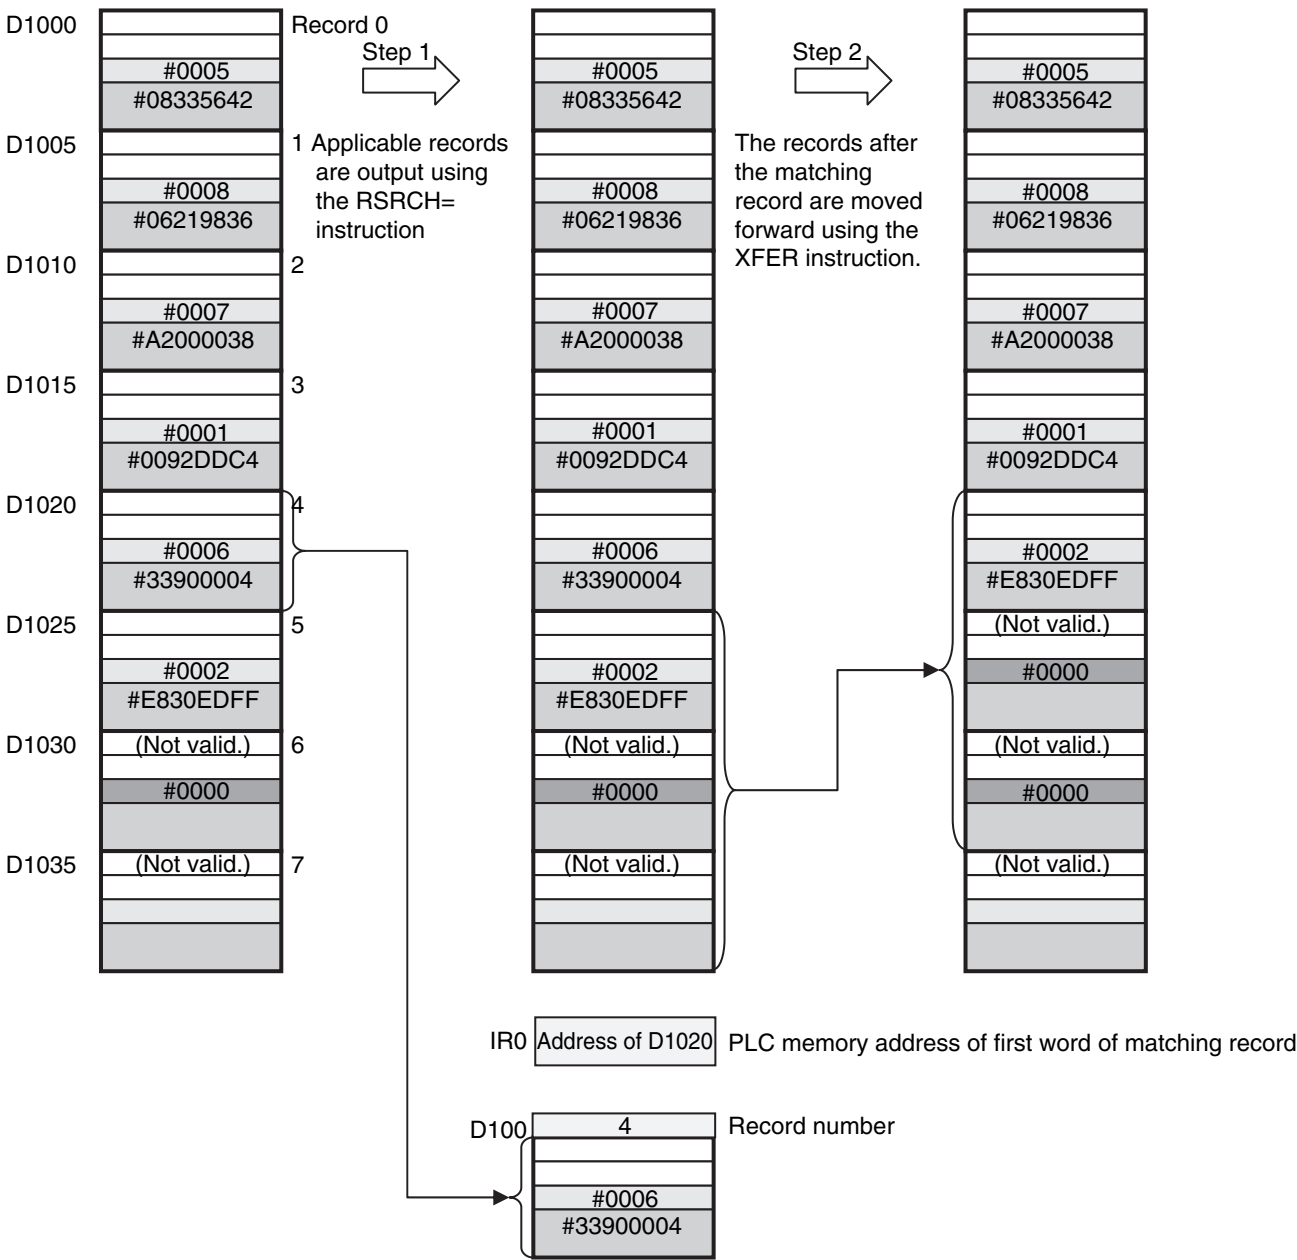 D1000
Record 0
Step 1
Step 2
#0005
#0005
#0005
#08335642
#08335642
#08335642
D1005
1 Applicable records
are output using
the RSRCH=
instruction
The records after
the matching
record are moved
forward using the
XFER instruction.
#0008
#0008
#0008
#06219836
#06219836
#06219836
D1010
2
#0007
#0007
#0007
#A2000038
#A2000038
#A2000038
D1015
3
#0001
#0001
#0001
#0092DDC4
#0092DDC4
#0092DDC4
D1020
4
#0006
#0006
#0002
#33900004
#33900004
#E830EDFF
D1025
5
(Not valid.)
#0002
#0002
#0000
#E830EDFF
#E830EDFF
D1030
(Not valid.)
6
(Not valid.)
(Not valid.)
#0000
#0000
#0000
D1035
(Not valid.)
7
(Not valid.)
(Not valid.)
IR0
Address of D1020
PLC memory address of first word of matching record
D100
4
Record number
#0006
#33900004